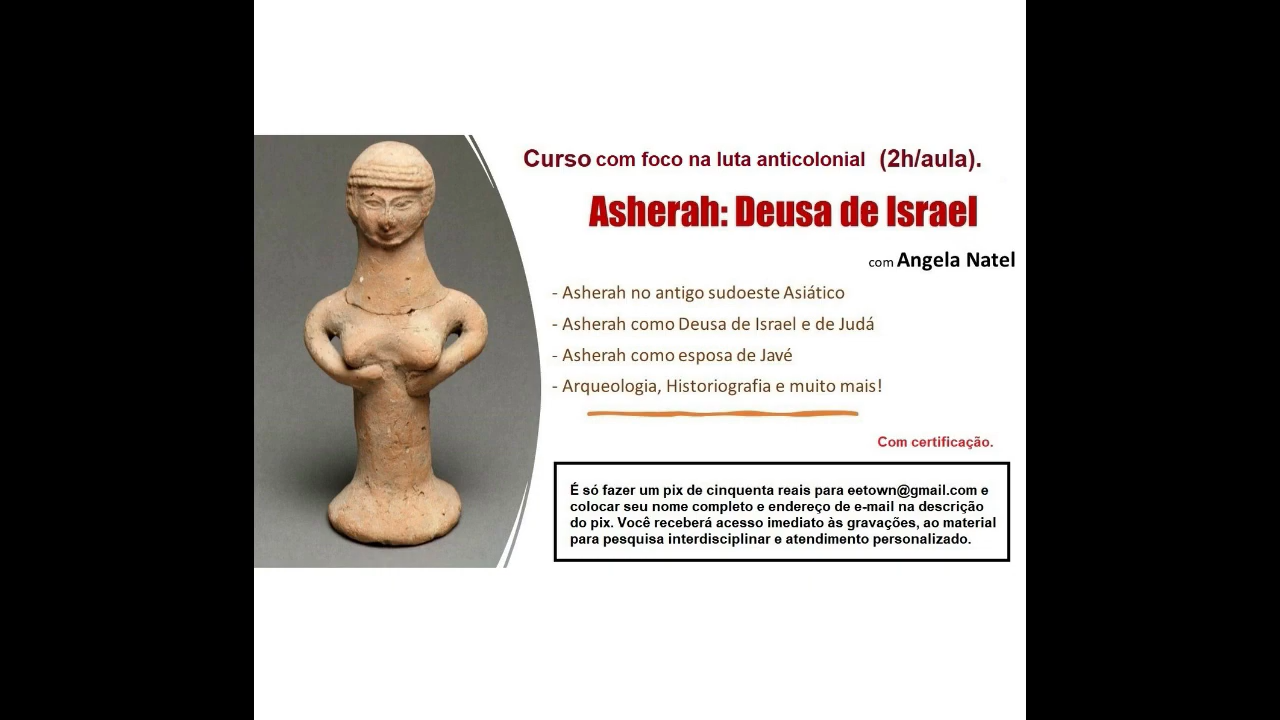 Curso com foco na luta anticolonial (2h/aula).
Asherah: Deusa de Israel
com Angela Natel
- Asherah no antigo sudoeste Asiático
- Asherah como Deusa de Israel e de Judá
- Asherah como esposa de Javé
- Arqueologia, Historiografia e muito mais!
Com certificação.
É só fazer um pix de cinquenta reais para eetown@gmail.com e
colocar seu nome completo e endereço de e-mail na descrição
do pix. Você receberá acesso imediato às gravações, ao material
para pesquisa interdisciplinar e atendimento personalizado.